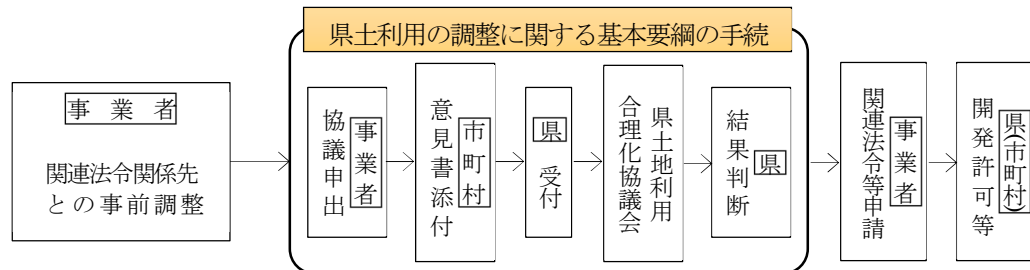 県土利用の調整に関する基本要綱の手続
事業者
関連法令関係先
との事前調整
事業者
協議申出
市町村
意見書添付
県
受付
県土地利用
合理化協議会
県
結果判断
事業者
関連法令等申請
県(市町村)
開発許可等